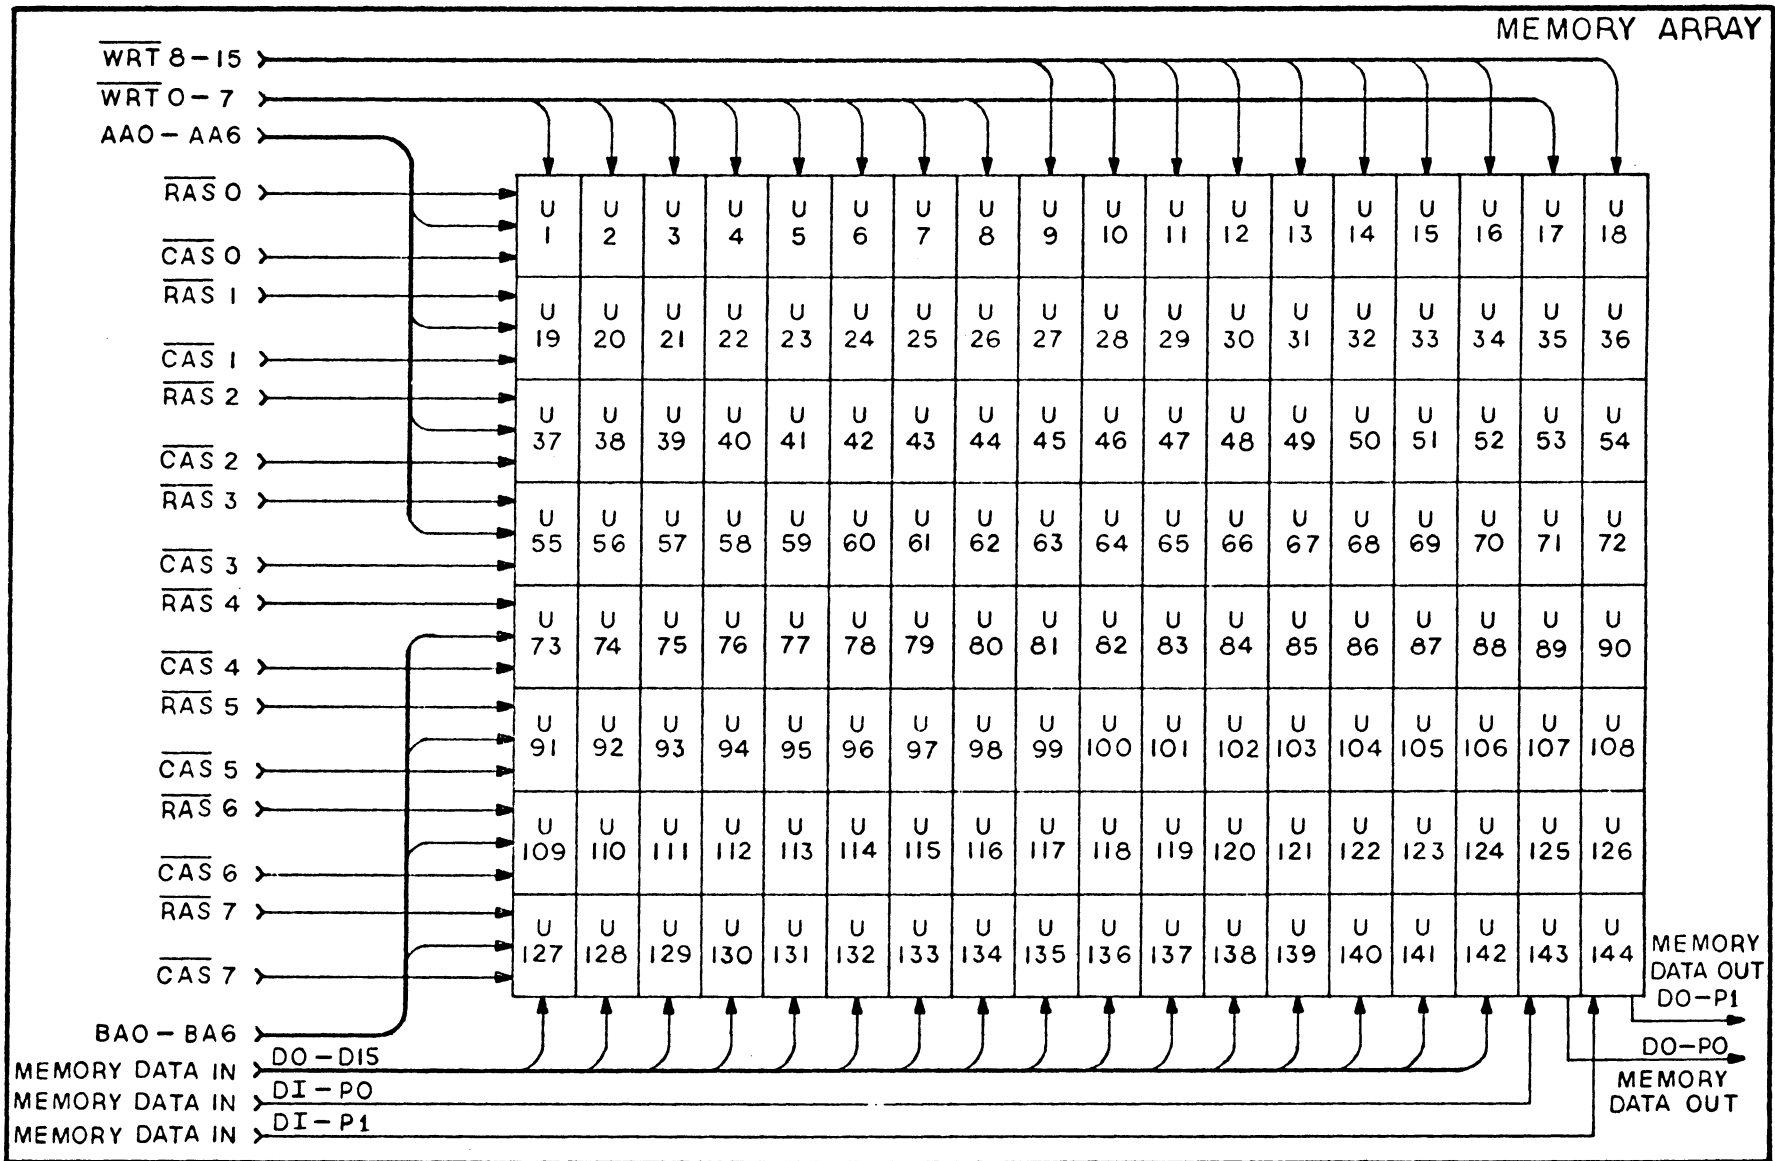 MEMORY ARRAY
WRT 8-15
WRT 0-7
AA0-AA6
RAS 0
CAS 0
RAS 1
CAS 1
RAS 2
CAS 2
RAS 3
CAS 3
RAS 4
CAS 4
RAS 5
CAS 5
RAS 6
CAS 6
RAS 7
CAS 7
BA0-BA6
U U U U U U U U U U U U U U U U U U
1 2 3 4 5 6 7 8 9 10 11 12 13 14 15 16 17 18
U U U U U U U U U U U U U U U U U U
19 20 21 22 23 24 25 26 27 28 29 30 31 32 33 34 35 36
U U U U U U U U U U U U U U U U U U
37 38 39 40 41 42 43 44 45 46 47 48 49 50 51 52 53 54
U U U U U U U U U U U U U U U U U U
55 56 57 58 59 60 61 62 63 64 65 66 67 68 69 70 71 72
U U U U U U U U U U U U U U U U U U
73 74 75 76 77 78 79 80 81 82 83 84 85 86 87 88 89 90
U U U U U U U U U U U U U U U U U U
91 92 93 94 95 96 97 98 99 100 101 102 103 104 105 106 107 108
U U U U U U U U U U U U U U U U U U
109 110 111 112 113 114 115 116 117 118 119 120 121 122 123 124 125 126
U U U U U U U U U U U U U U U U U U
127 128 129 130 131 132 133 134 135 136 137 138 139 140 141 142 143 144
MEMORY DATA IN D0-D15
MEMORY DATA IN DI-P0
MEMORY DATA IN DI-P1
MEMORY
DATA OUT
DO-P1
DO-P0
MEMORY
DATA OUT